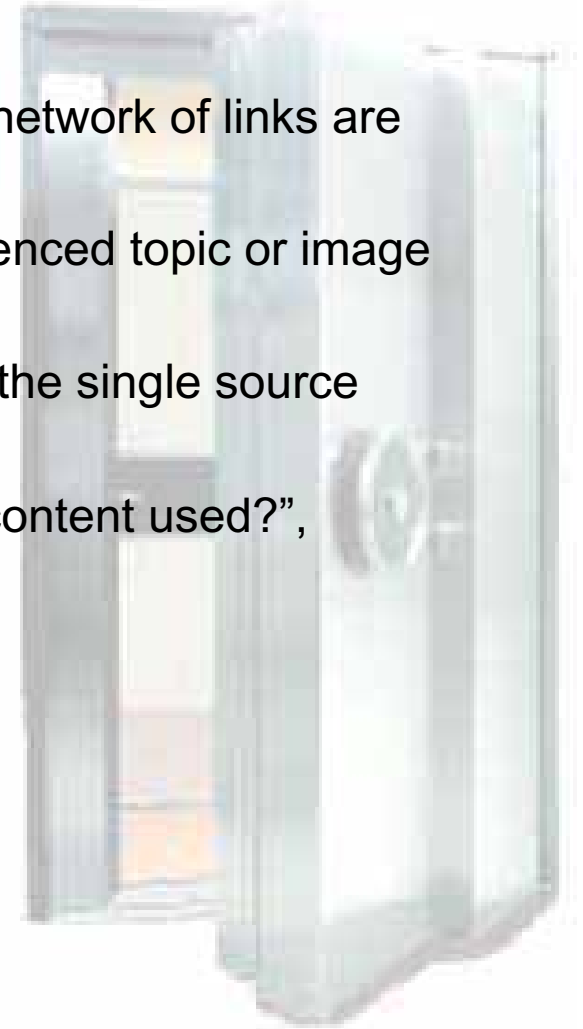 network of links are
enced topic or image
the single source
content used?”,